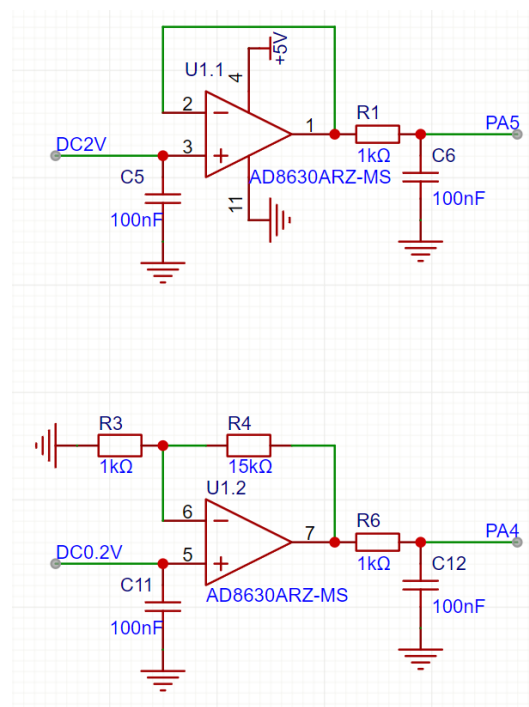 +5V
U1.1
4
2
1
R1
PA5
DC2V
3
1kΩ
C6
C5
AD8630ARZ-MS
100nF
11
100nF
R3
R4
1kΩ
15kΩ
U1.2
6
7
R6
PA4
DC0.2V
5
1kΩ
C12
C11
AD8630ARZ-MS
100nF
100nF